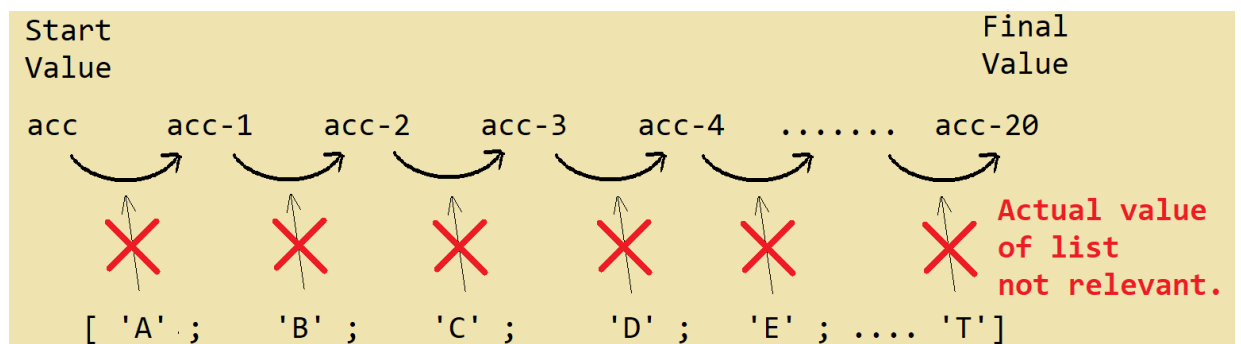 Start
Value
Final
Value
acc acc-1 acc-2 acc-3 acc-4 ....... acc-20
Actual value
of list
not relevant.
[ 'A' ; 'B' ; 'C' ; 'D' ; 'E' ; .... 'T']